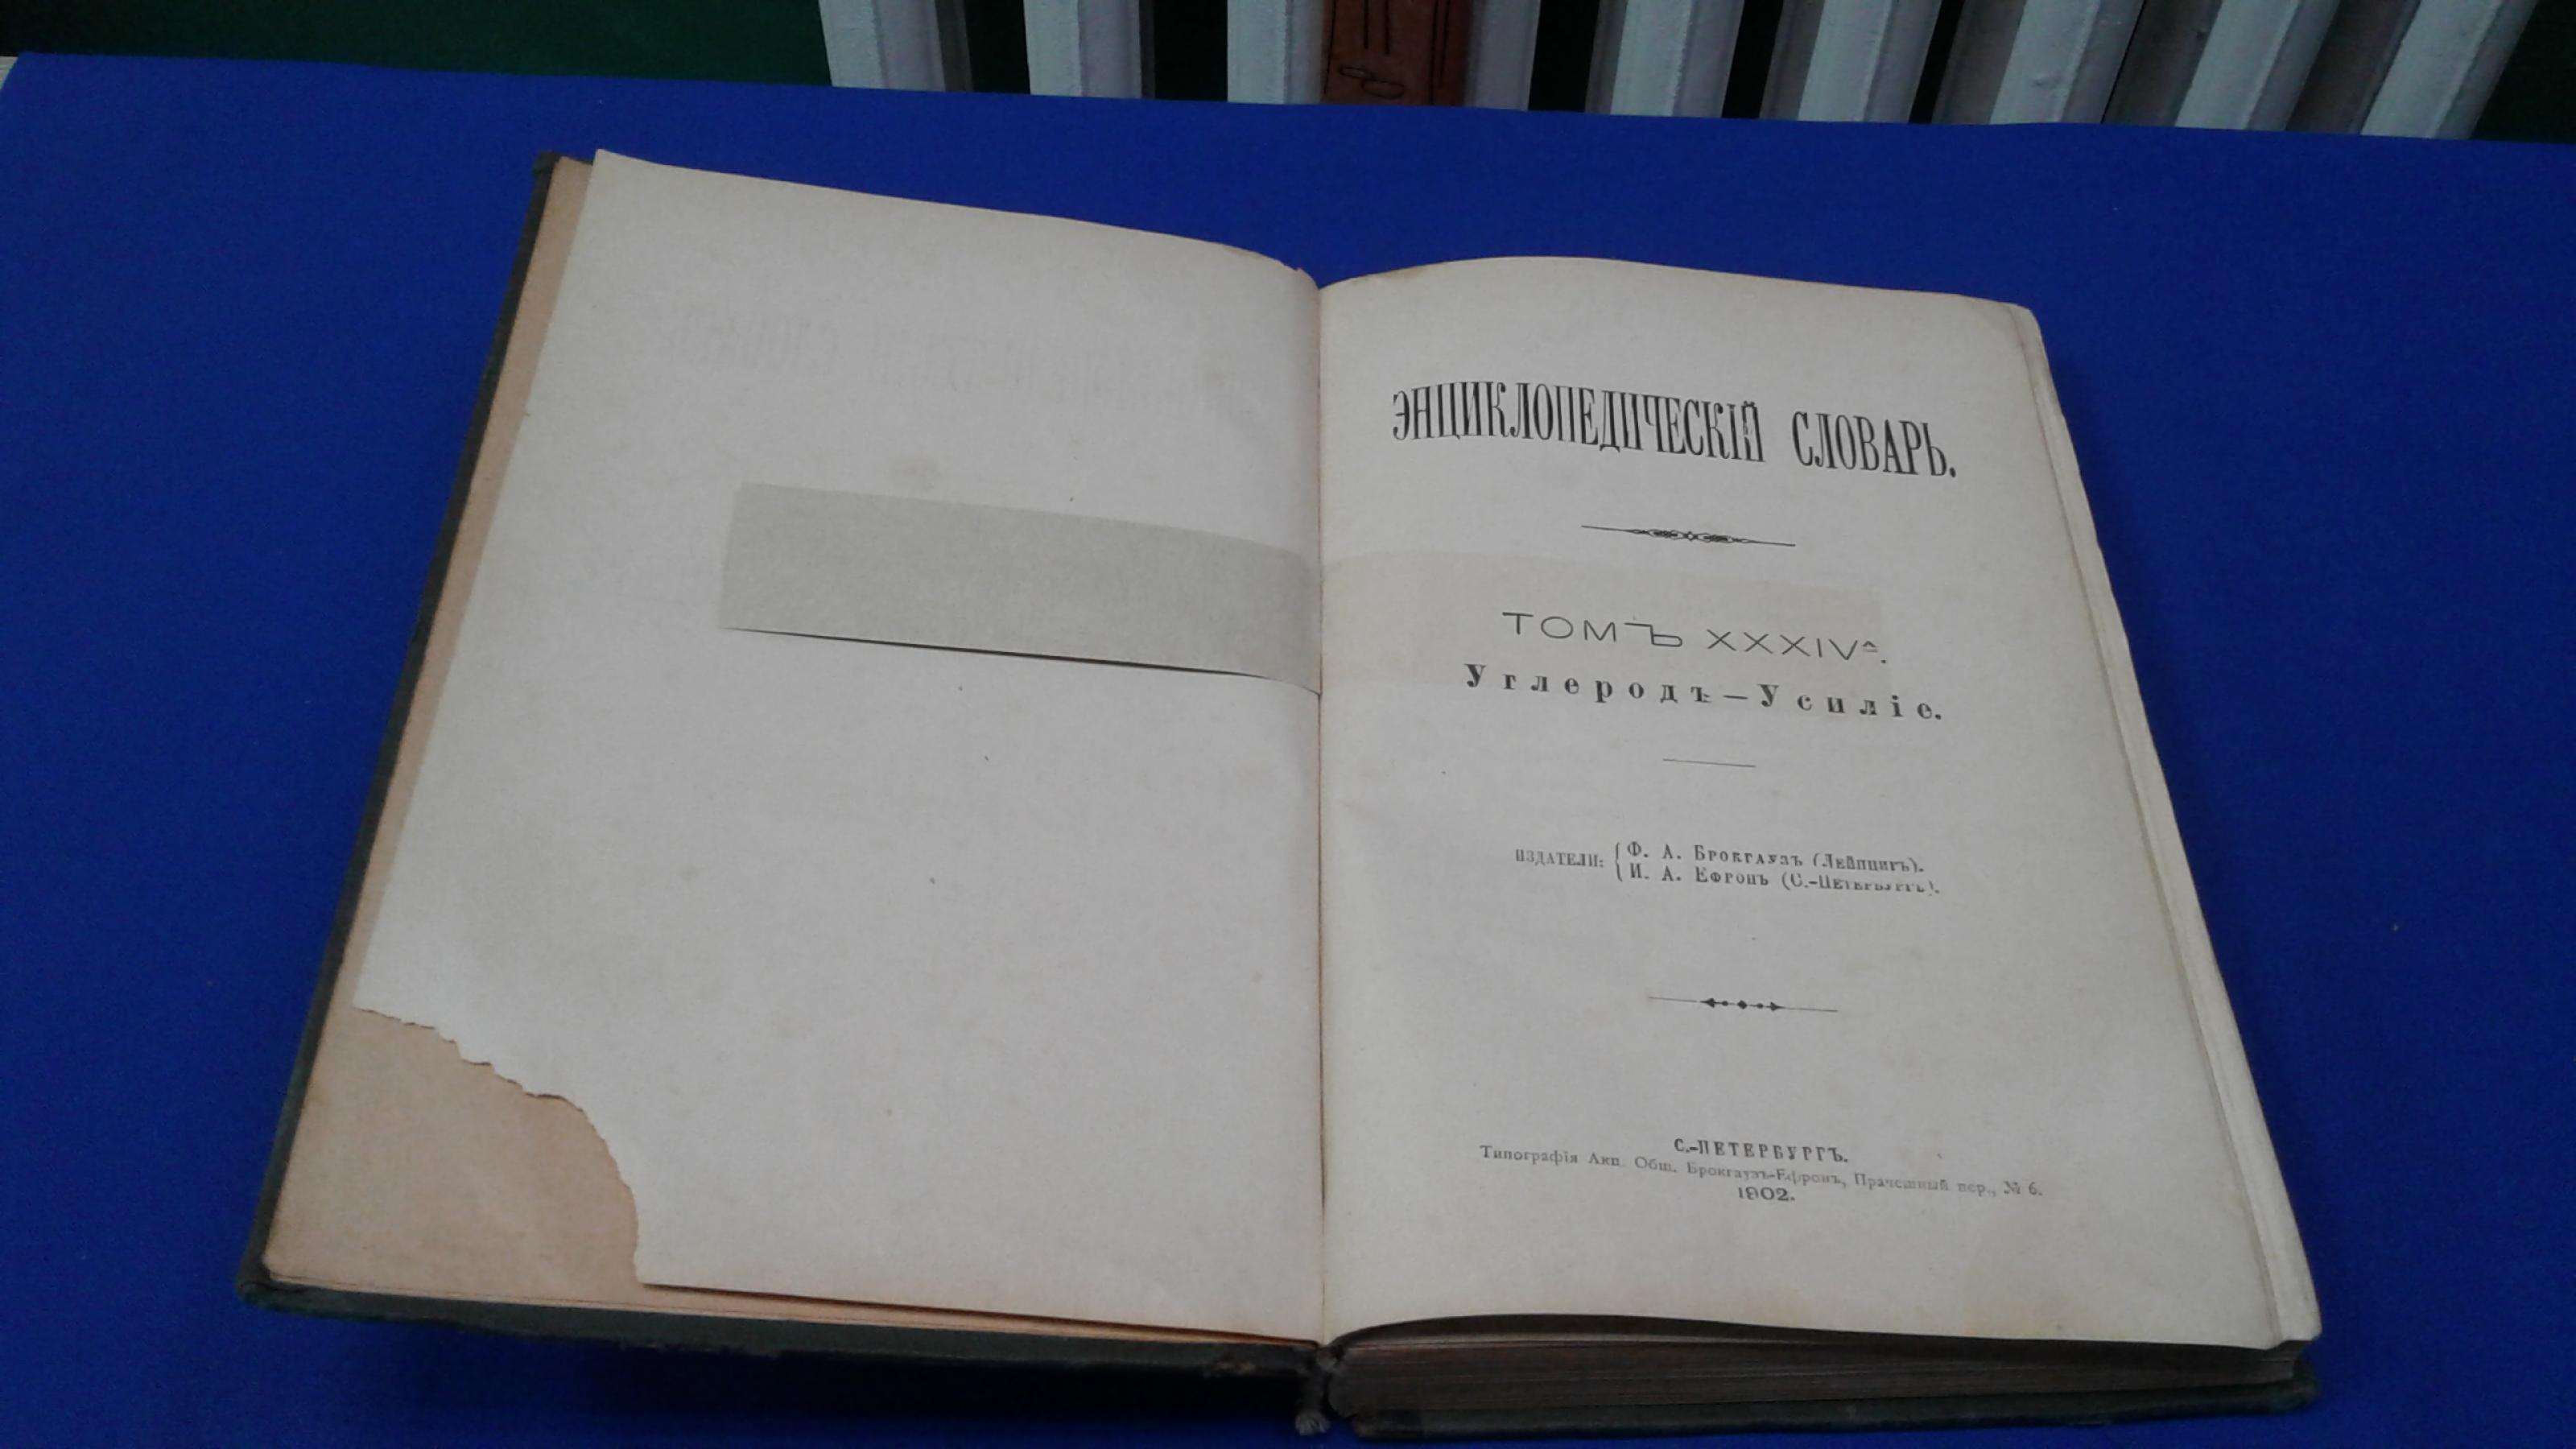 ЭНЦИКЛОПЕДИЧЕСКІЙ СЛОВАРЬ.
ТОМЪ XXXIVᴬ.
Углеродъ—Усиліе.
ИЗДАТЕЛИ: { Ф. А. Брокгаузъ (Лейпцигъ).
И. А. Ефронъ (С.-Петербургъ).
С.-ПЕТЕРБУРГЪ.
Типографія Акц. Общ. Брокгаузъ-Ефронъ, Прачешный пер., № 6.
1902.